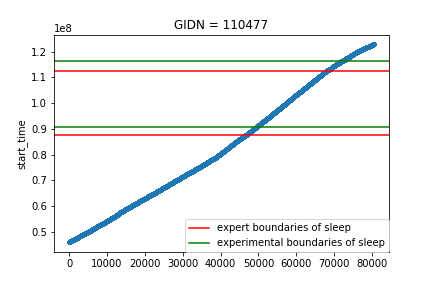 GIDN = 110477
1e8
1.2
1.1
1.0
0.9
0.8
0.7
0.6
0.5
start_time
expert boundaries of sleep
experimental boundaries of sleep
0 10000 20000 30000 40000 50000 60000 70000 80000